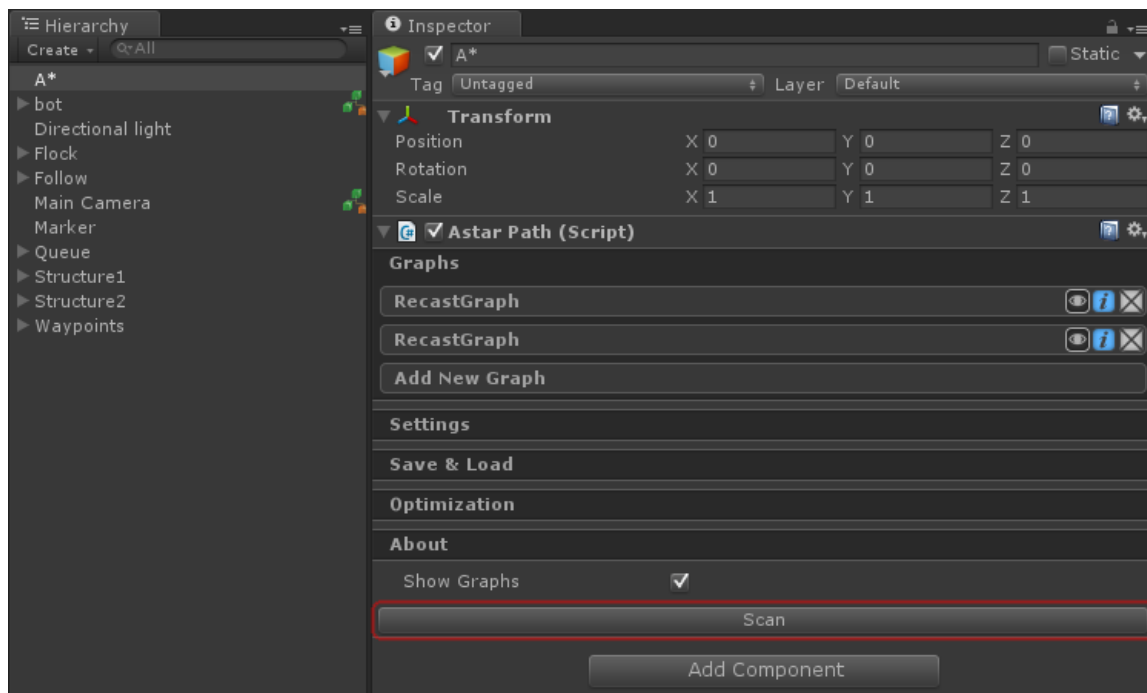 Hierarchy
Create All
A*
bot
Directional light
Flock
Follow
Main Camera
Marker
Queue
Structure1
Structure2
Waypoints
Inspector
A* Static
Tag Untagged Layer Default
Transform
Position X 0 Y 0 Z 0
Rotation X 0 Y 0 Z 0
Scale X 1 Y 1 Z 1
Astar Path (Script)
Graphs
RecastGraph
RecastGraph
Add New Graph
Settings
Save & Load
Optimization
About
Show Graphs
Scan
Add Component